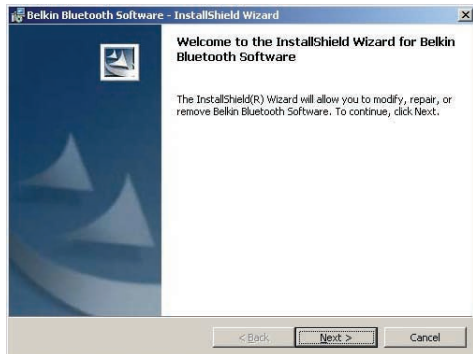 Belkin Bluetooth Software - InstallShield Wizard
Welcome to the InstallShield Wizard for Belkin
Bluetooth Software
The InstallShield(R) Wizard will allow you to modify, repair, or
remove Belkin Bluetooth Software. To continue, click Next.
< Back Next > Cancel